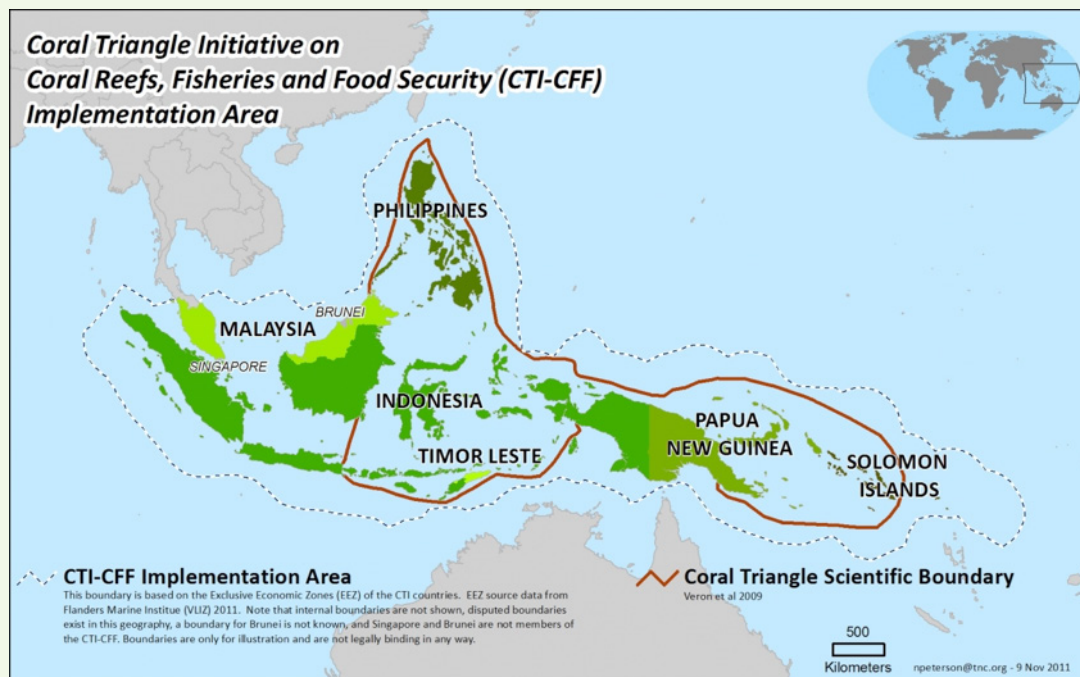 Coral Triangle Initiative on
Coral Reefs, Fisheries and Food Security (CTI-CFF)
Implementation Area
PHILIPPINES
BRUNEI
MALAYSIA
SINGAPORE
INDONESIA
PAPUA
NEW GUINEA
TIMOR LESTE
SOLOMON
ISLANDS
CTI-CFF Implementation Area
This boundary is based on the Exclusive Economic Zones (EEZ) of the CTI countries. EEZ source data from
Flanders Marine Institue (VLIZ) 2011. Note that internal boundaries are not shown, disputed boundaries
exist in this geography, a boundary for Brunei is not known, and Singapore and Brunei are not members of
the CTI-CFF. Boundaries are only for illustration and are not legally binding in any way.
Coral Triangle Scientific Boundary
Veron et al 2009
500
Kilometers
npeterson@tnc.org - 9 Nov 2011